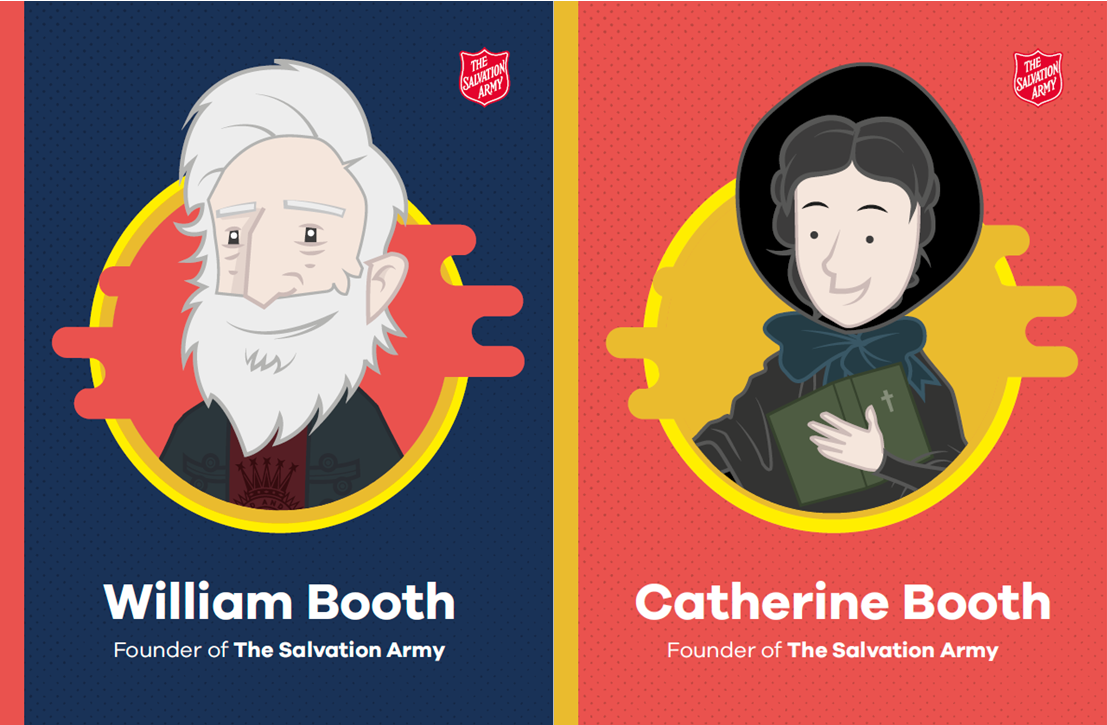 THE
SALVATION
ARMY
William Booth
Founder of The Salvation Army
THE
SALVATION
ARMY
Catherine Booth
Founder of The Salvation Army